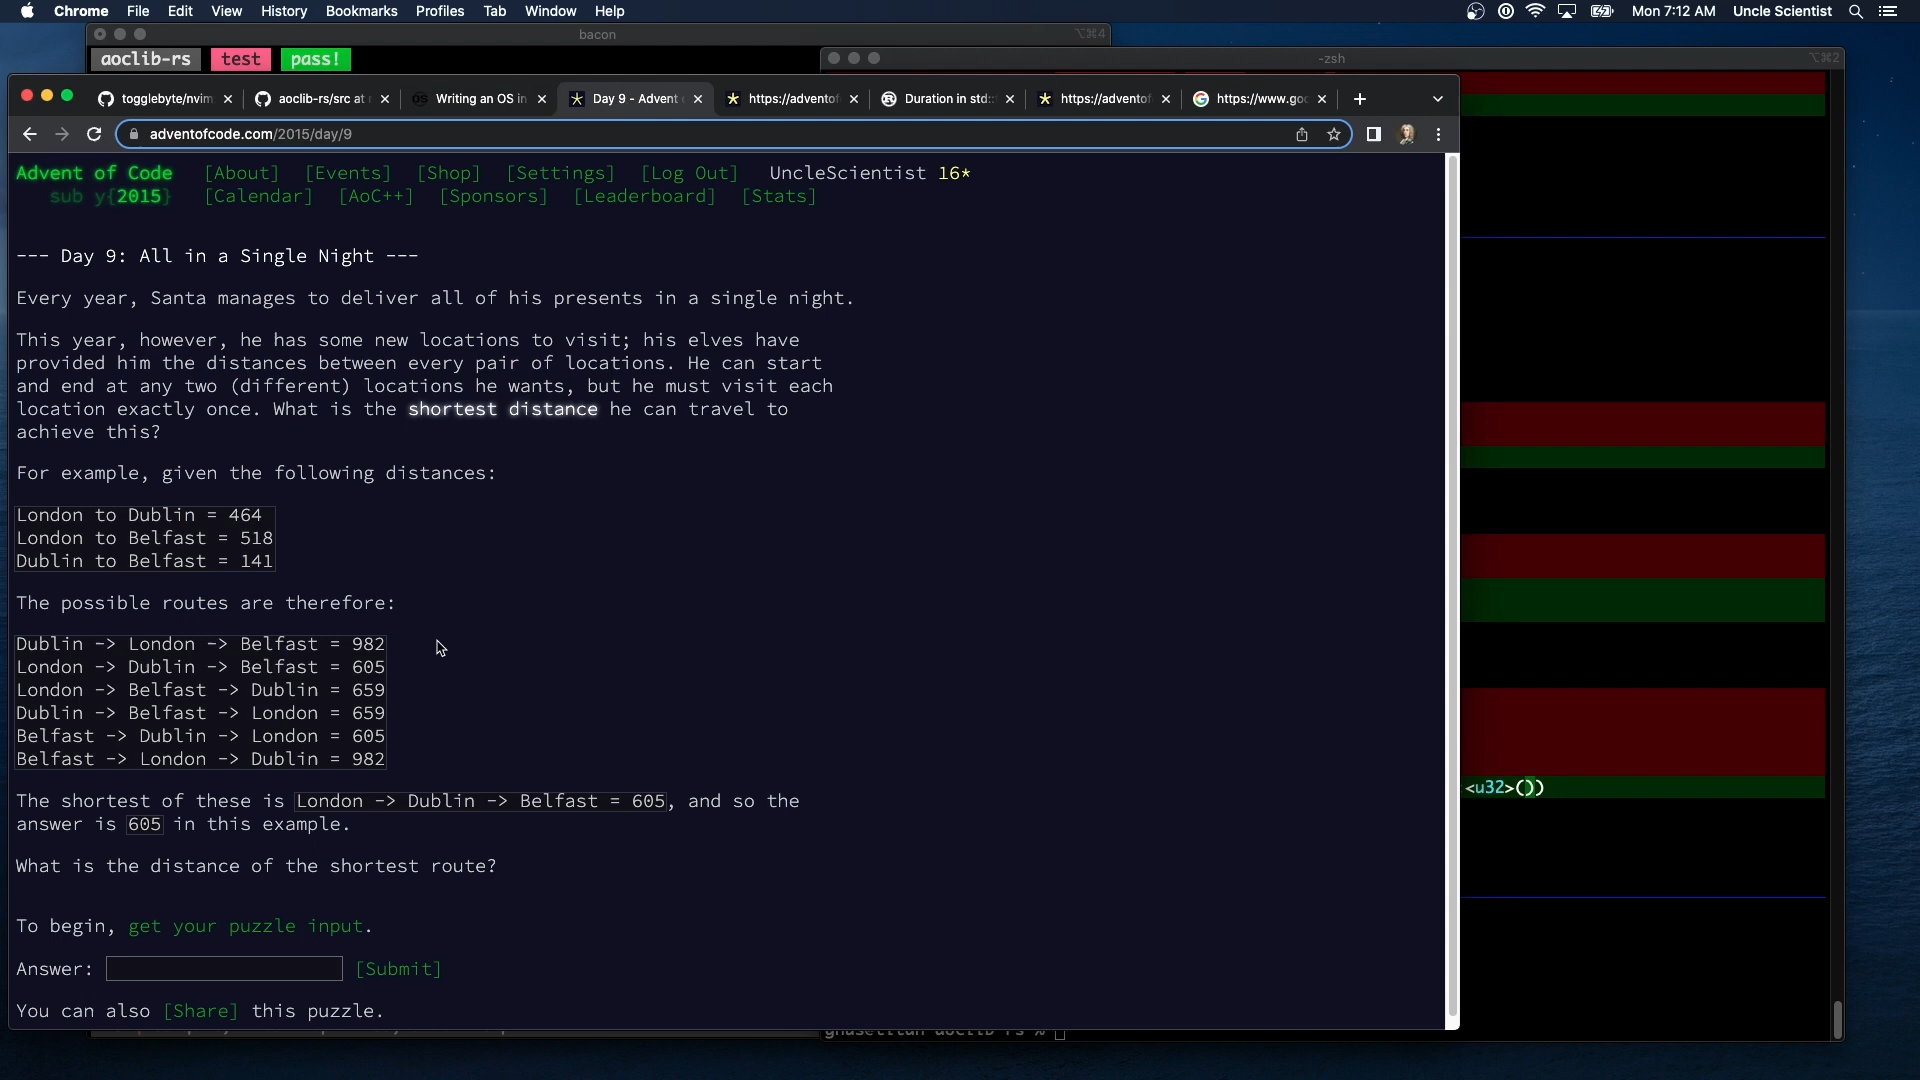 Chrome File Edit View History Bookmarks Profiles Tab Window Help Mon 7:12 AM Uncle Scientist
bacon ⌥⌘4
aoclib-rs test pass!
-zsh ⌥⌘2
togglebyte/nvim aoclib-rs/src at OS Writing an OS in Day 9 - Advent https://advento Duration in std:: https://advento https://www.goo
adventofcode.com/2015/day/9
Advent of Code [About] [Events] [Shop] [Settings] [Log Out] UncleScientist 16*
sub y{2015} [Calendar] [AoC++] [Sponsors] [Leaderboard] [Stats]
--- Day 9: All in a Single Night ---
Every year, Santa manages to deliver all of his presents in a single night.
This year, however, he has some new locations to visit; his elves have
provided him the distances between every pair of locations. He can start
and end at any two (different) locations he wants, but he must visit each
location exactly once. What is the shortest distance he can travel to
achieve this?
For example, given the following distances:
London to Dublin = 464
London to Belfast = 518
Dublin to Belfast = 141
The possible routes are therefore:
Dublin -> London -> Belfast = 982
London -> Dublin -> Belfast = 605
London -> Belfast -> Dublin = 659
Dublin -> Belfast -> London = 659
Belfast -> Dublin -> London = 605
Belfast -> London -> Dublin = 982
<u32>())
The shortest of these is London -> Dublin -> Belfast = 605, and so the
answer is 605 in this example.
What is the distance of the shortest route?
To begin, get your puzzle input.
Answer: [Submit]
You can also [Share] this puzzle.